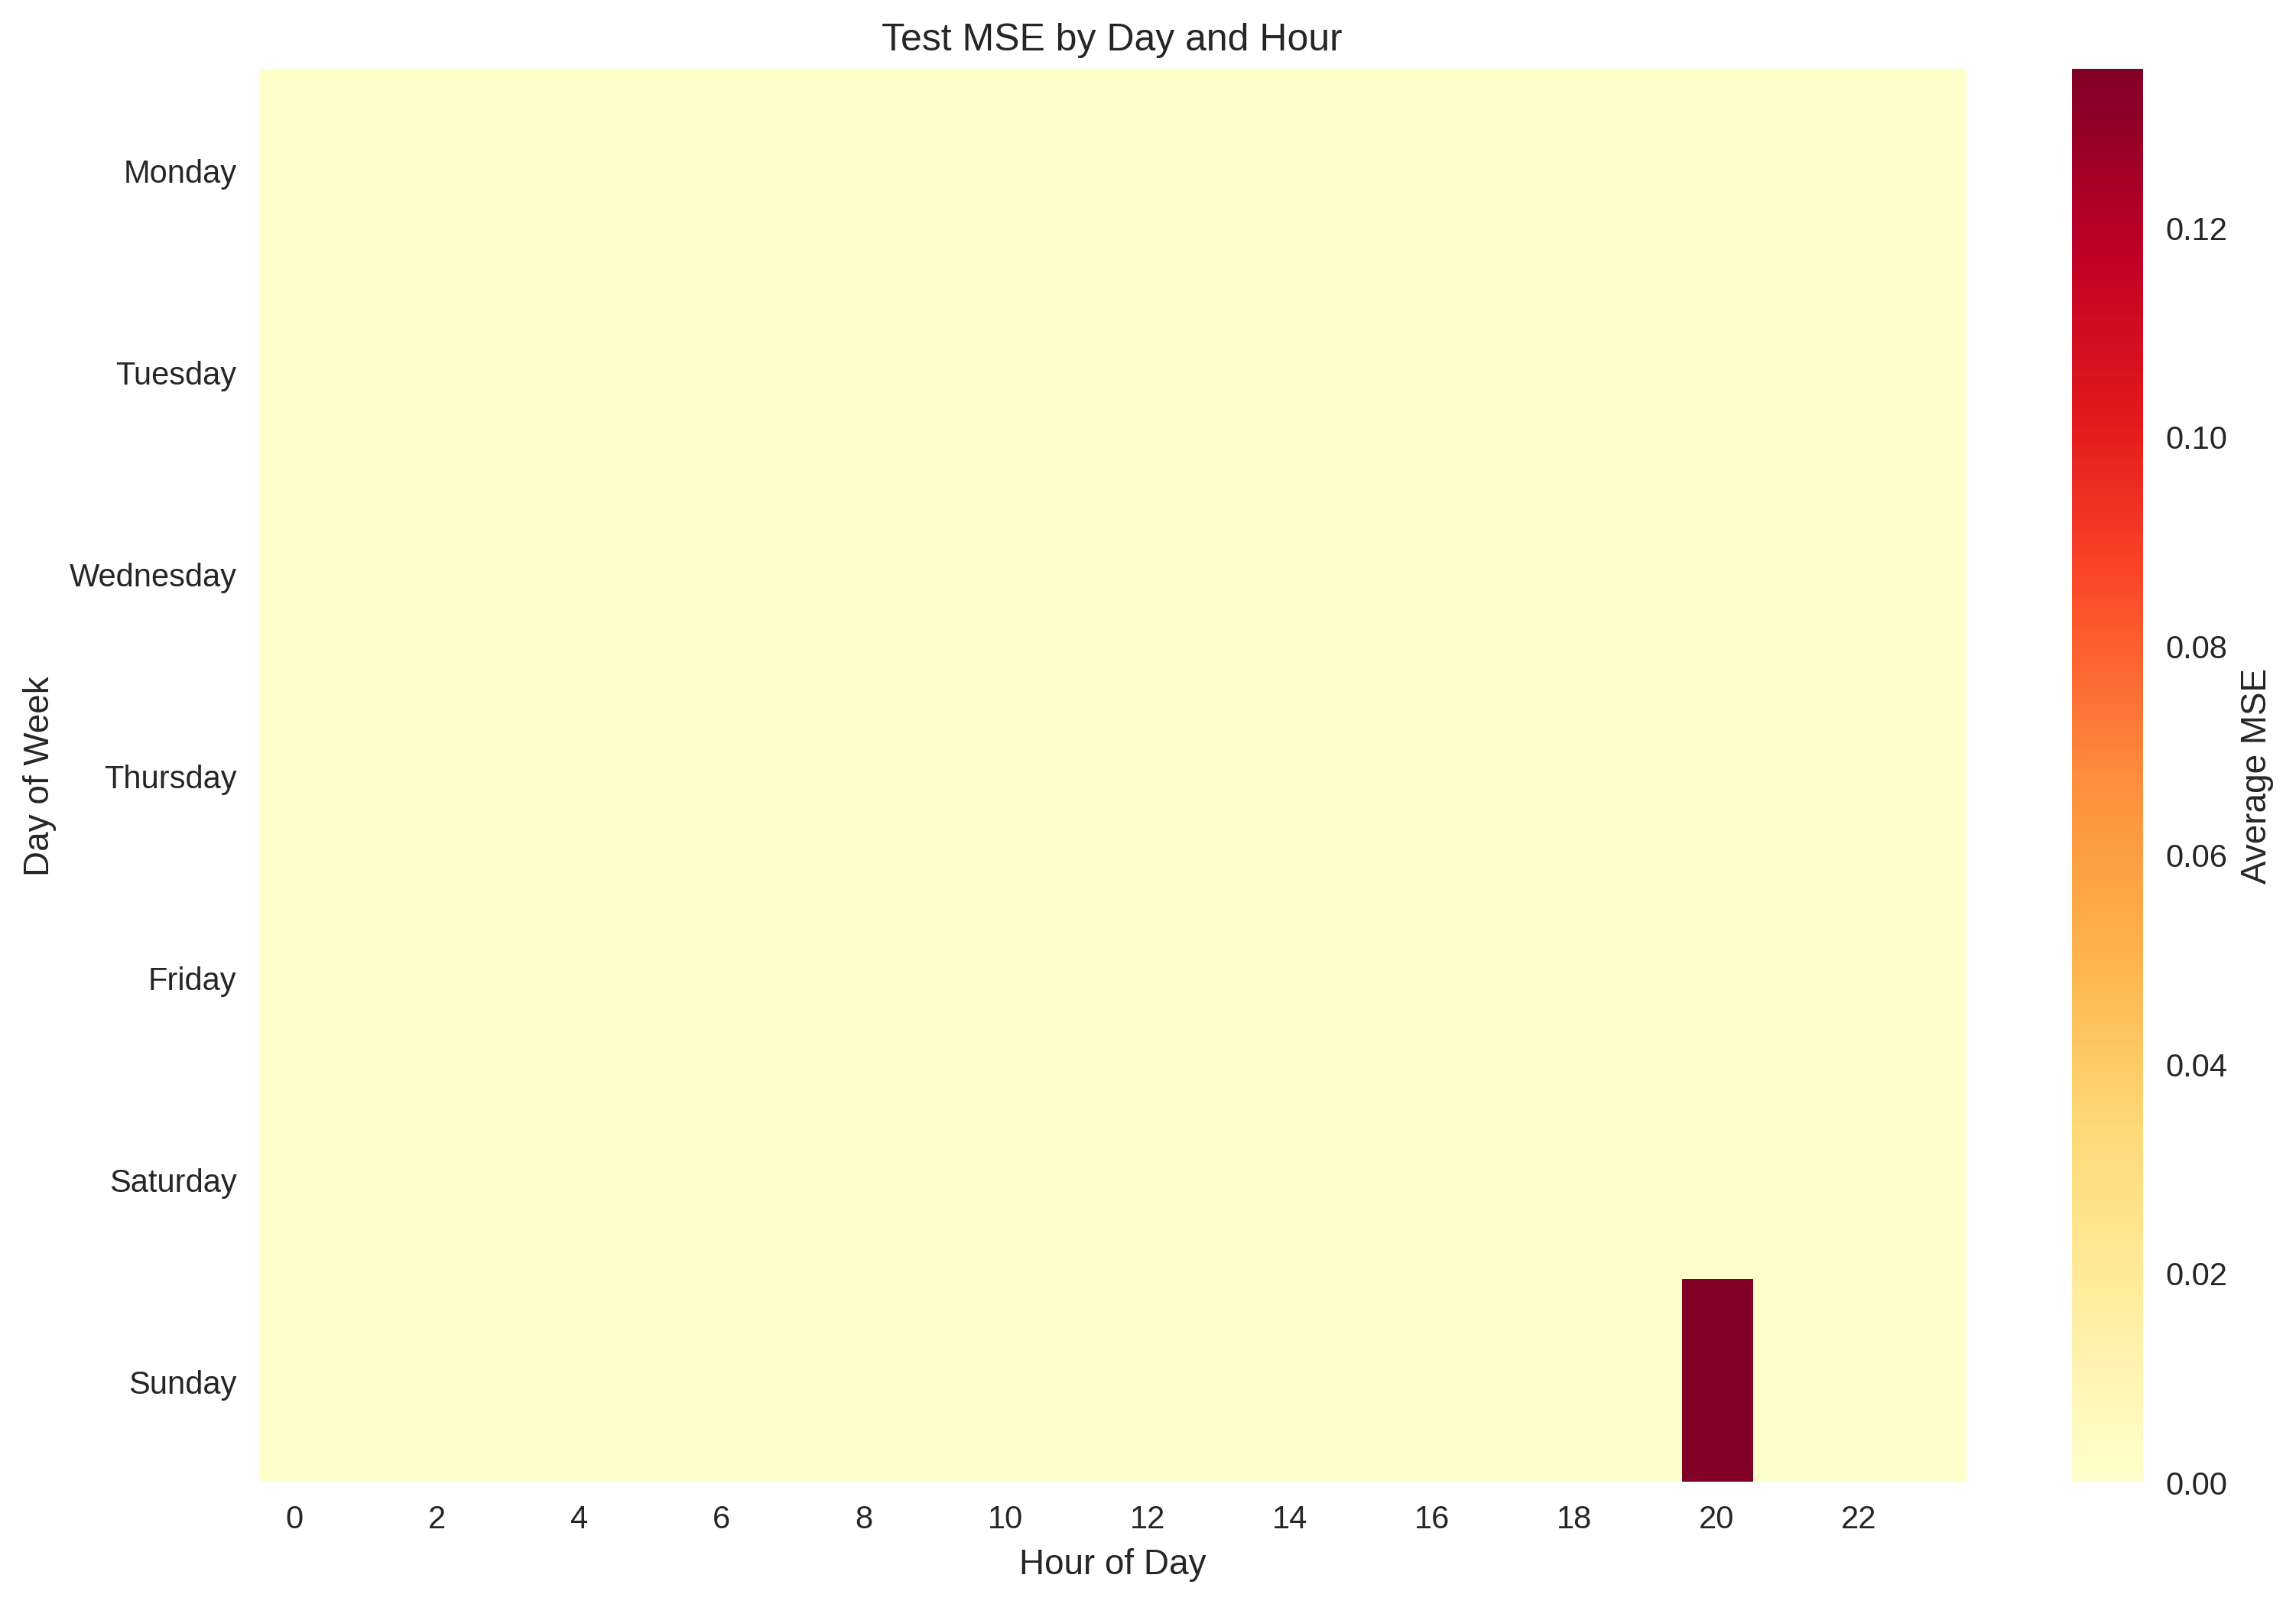 Test MSE by Day and Hour
Day of Week
Monday
Tuesday
Wednesday
Thursday
Friday
Saturday
Sunday
0 2 4 6 8 10 12 14 16 18 20 22
Hour of Day
0.12
0.10
0.08
0.06
0.04
0.02
0.00
Average MSE